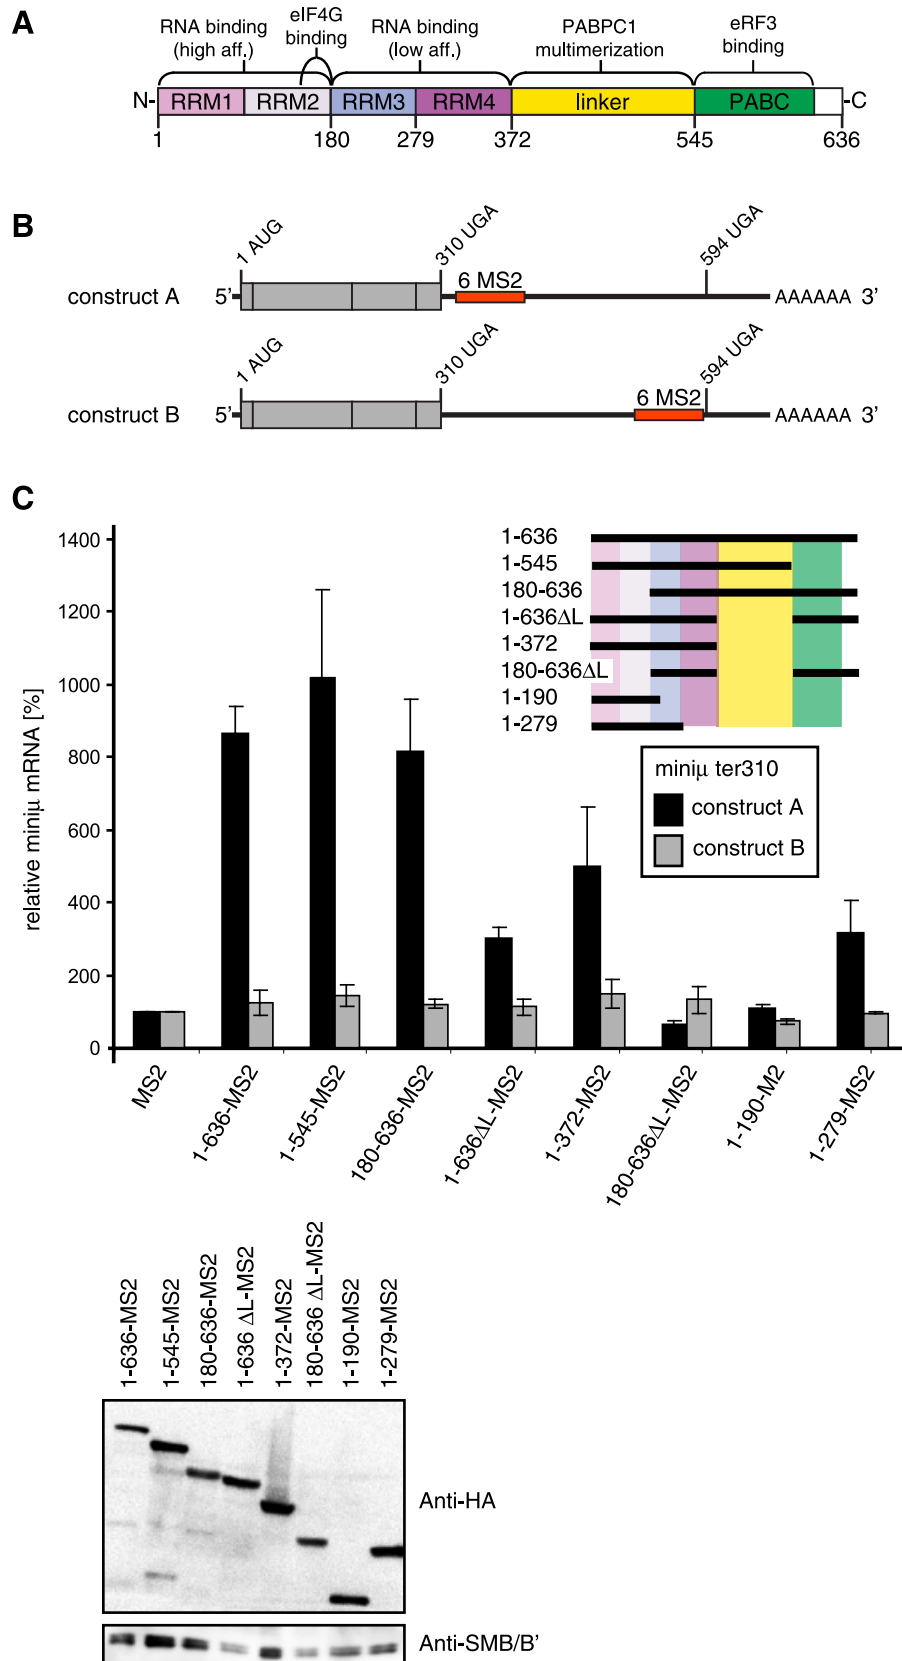 A
RNA binding
(high aff.)
eIF4G
binding
RNA binding
(low aff.)
PABPC1
multimerization
eRF3
binding
N- RRM1 RRM2 RRM3 RRM4 linker PABC -C
1 180 279 372 545 636
B
1 AUG
310 UGA
594 UGA
6 MS2
construct A 5’ AAAAAA 3’
1 AUG
310 UGA
594 UGA
6 MS2
construct B 5’ AAAAAA 3’
C
relative miniµ mRNA [%]
1400
1200
1000
800
600
400
200
0
1-636
1-545
180-636
1-636ΔL
1-372
180-636ΔL
1-190
1-279
miniµ ter310
construct A
construct B
MS2
1-636-MS2
1-545-MS2
180-636-MS2
1-636ΔL-MS2
1-372-MS2
180-636ΔL-MS2
1-190-M2
1-279-MS2
1-636-MS2
1-545-MS2
180-636-MS2
1-636 ΔL-MS2
1-372-MS2
180-636 ΔL-MS2
1-190-MS2
1-279-MS2
Anti-HA
Anti-SMB/B’